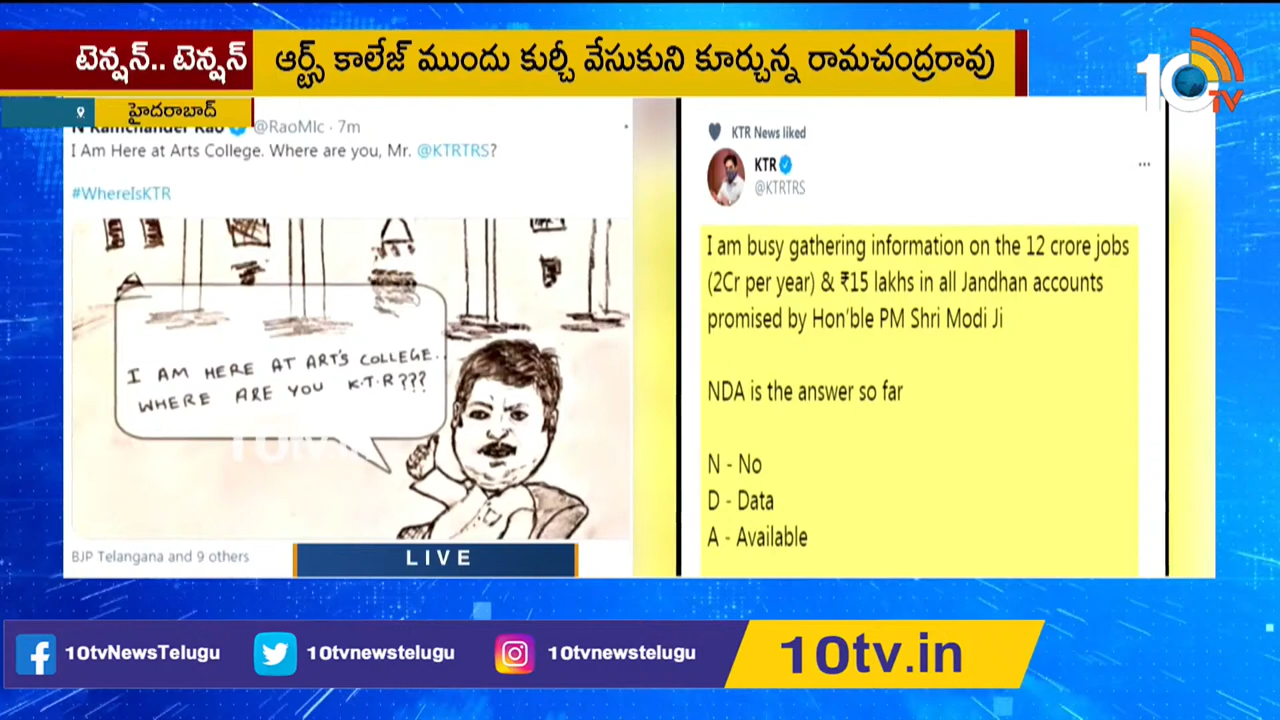 టెన్షన్.. టెన్షన్
ఆర్ట్స్ కాలేజ్ ముందు కుర్చీ వేసుకుని కూర్చున్న రామచంద్రరావు
10TV
హైదరాబాద్
N Ramchander Rao @RaoMlc · 7m
I Am Here at Arts College. Where are you, Mr. @KTRTRS?
#WhereIsKTR
I AM HERE AT ART'S COLLEGE.
WHERE ARE YOU K.T.R???
BJP Telangana and 9 others
LIVE
KTR News liked
KTR
@KTRTRS
I am busy gathering information on the 12 crore jobs
(2Cr per year) & ₹15 lakhs in all Jandhan accounts
promised by Hon'ble PM Shri Modi Ji
NDA is the answer so far
N - No
D - Data
A - Available
10tvNewsTelugu
10tvnewstelugu
10tvnewstelugu
10tv.in